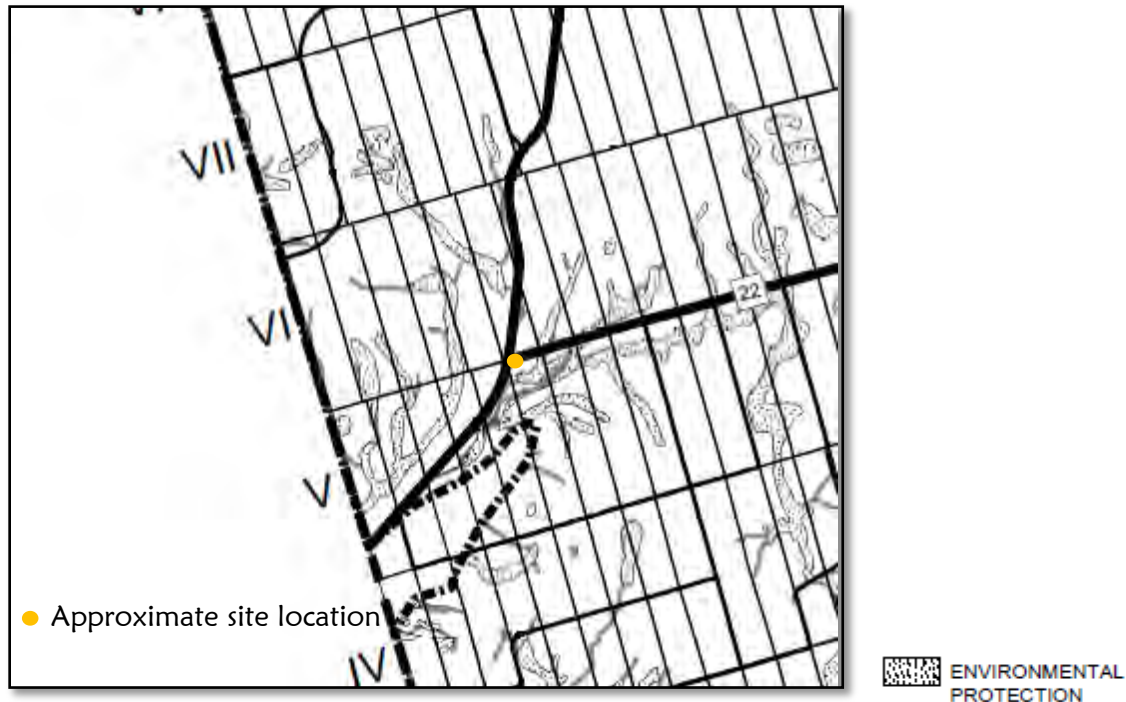 VII
VI
22
V
Approximate site location
IV
ENVIRONMENTAL
PROTECTION